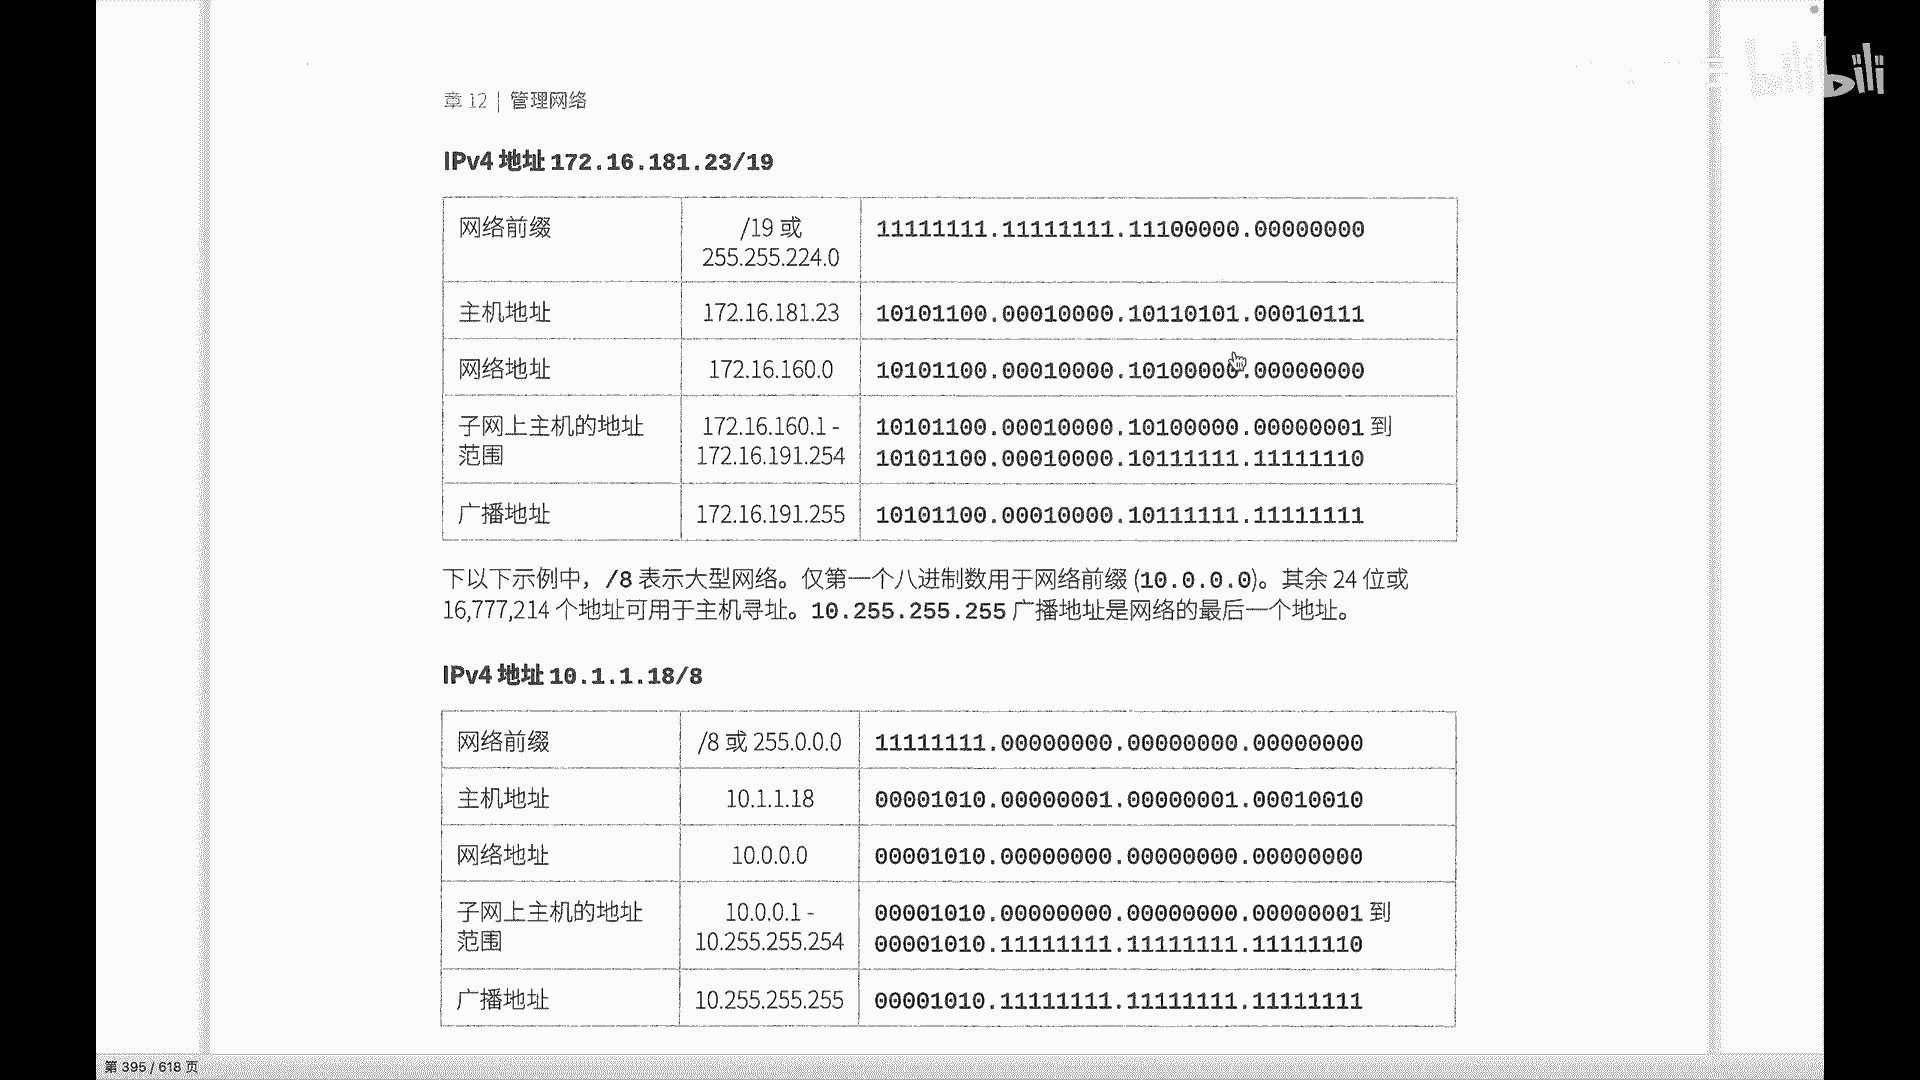 bilibili
章 12 | 管理网络
IPv4 地址 172.16.181.23/19
网络前缀
/19 或
255.255.224.0
11111111.11111111.11100000.00000000
主机地址
172.16.181.23
10101100.00010000.10110101.00010111
网络地址
172.16.160.0
10101100.00010000.10100000.00000000
子网上主机的地址
范围
172.16.160.1 -
172.16.191.254
10101100.00010000.10100000.00000001 到
10101100.00010000.10111111.11111110
广播地址
172.16.191.255
10101100.00010000.10111111.11111111
下以下示例中，/8 表示大型网络。仅第一个八进制数用于网络前缀 (10.0.0.0)。其余 24 位或
16,777,214 个地址可用于主机寻址。10.255.255.255 广播地址是网络的最后一个地址。
IPv4 地址 10.1.1.18/8
网络前缀
/8 或 255.0.0.0
11111111.00000000.00000000.00000000
主机地址
10.1.1.18
00001010.00000001.00000001.00010010
网络地址
10.0.0.0
00001010.00000000.00000000.00000000
子网上主机的地址
范围
10.0.0.1 -
10.255.255.254
00001010.00000000.00000000.00000001 到
00001010.11111111.11111111.11111110
广播地址
10.255.255.255
00001010.11111111.11111111.11111111
第 395 / 618 页